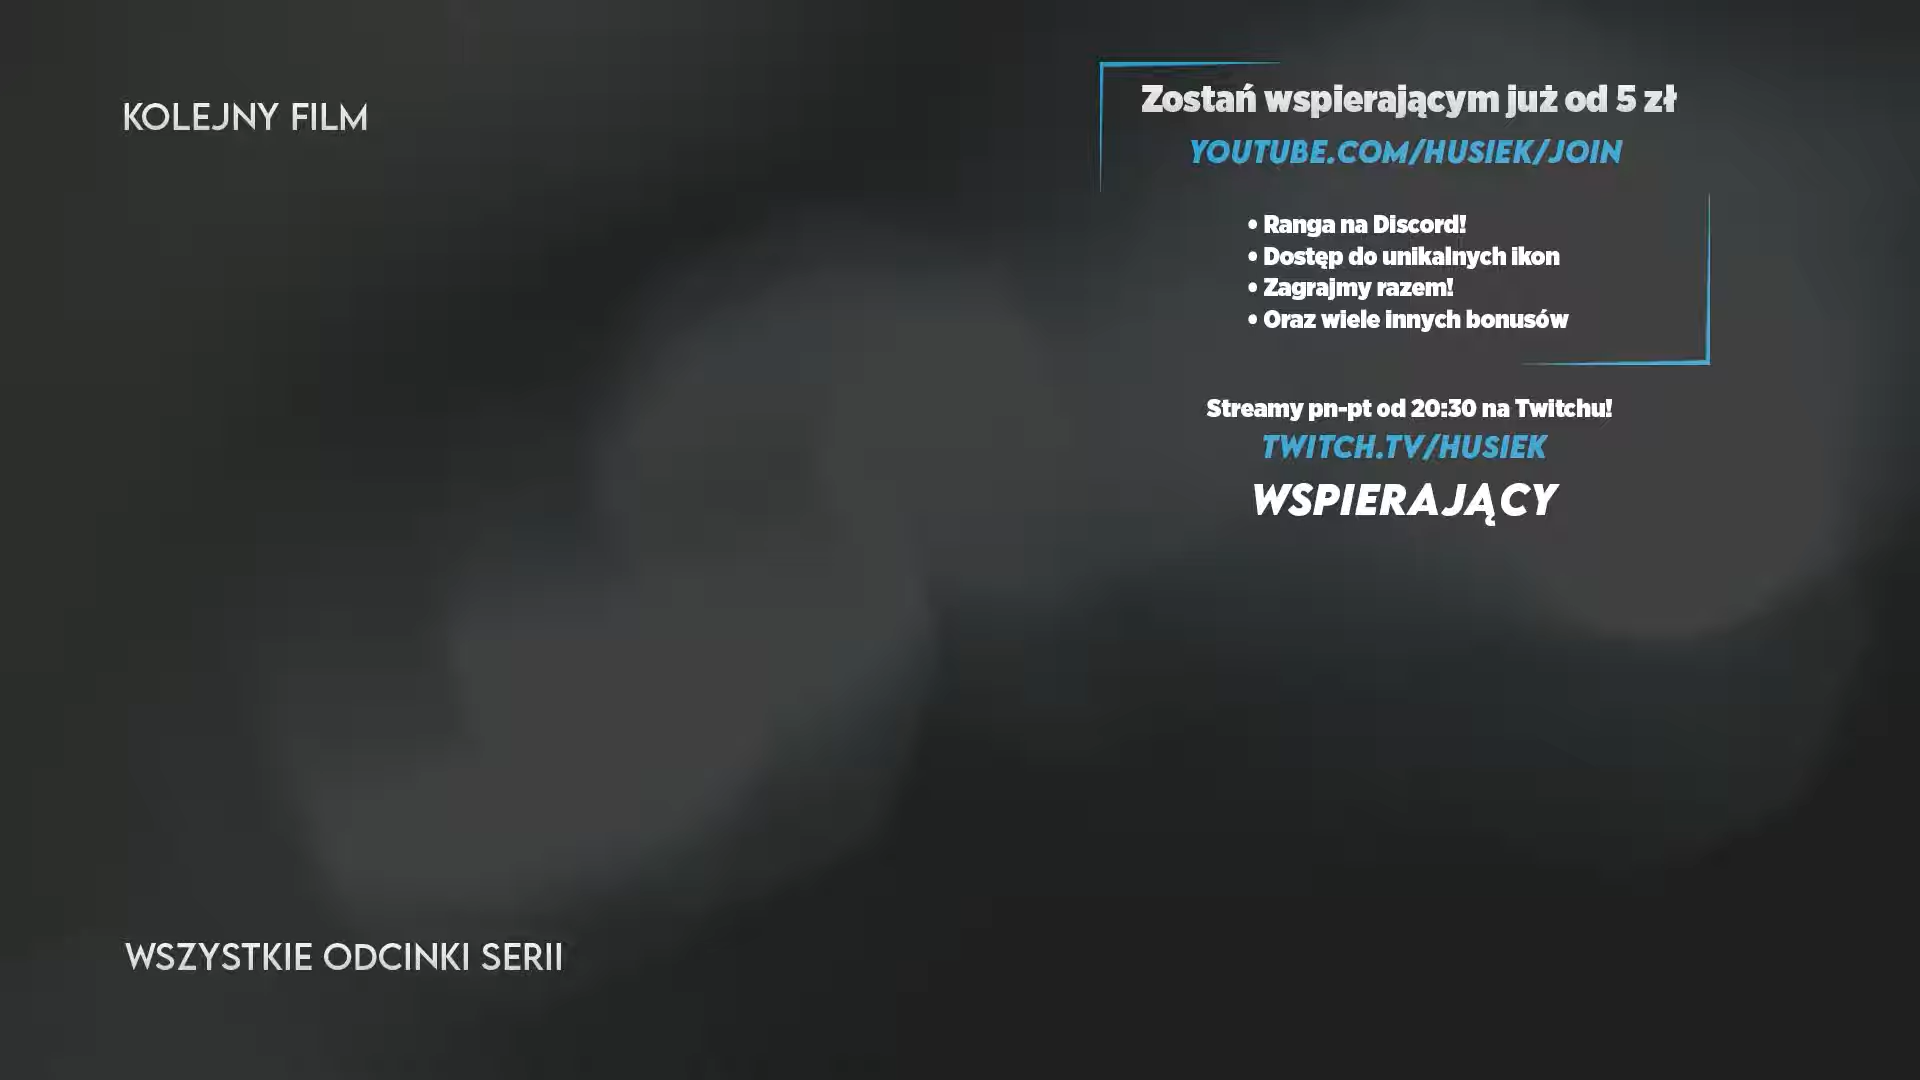 KOLEJNY FILM
Zostań wspierającym już od 5 zł
YOUTUBE.COM/HUSIEK/JOIN
• Ranga na Discord!
• Dostęp do unikalnych ikon
• Zagrajmy razem!
• Oraz wiele innych bonusów
Streamy pn-pt od 20:30 na Twitchu!
TWITCH.TV/HUSIEK
WSPIERAJĄCY
WSZYSTKIE ODCINKI SERII